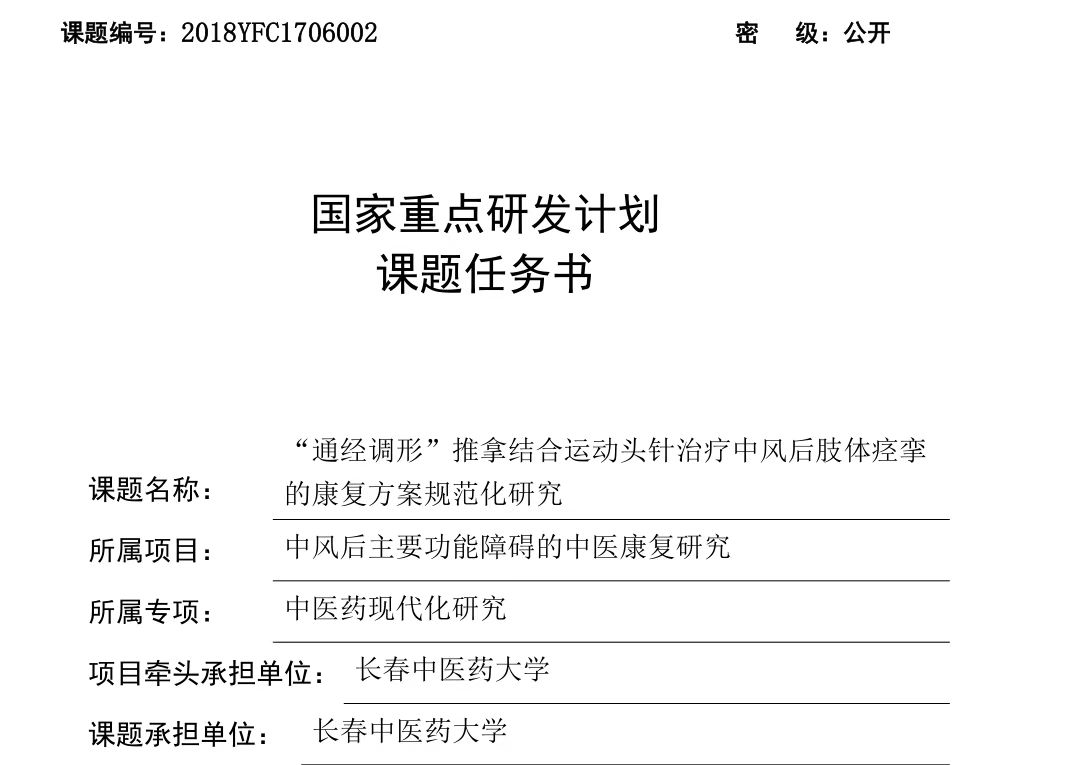 课题编号：2018YFC1706002 密 级：公开
国家重点研发计划
课题任务书
课题名称： “通经调形”推拿结合运动头针治疗中风后肢体痉挛
的康复方案规范化研究
所属项目： 中风后主要功能障碍的中医康复研究
所属专项： 中医药现代化研究
项目牵头承担单位： 长春中医药大学
课题承担单位： 长春中医药大学